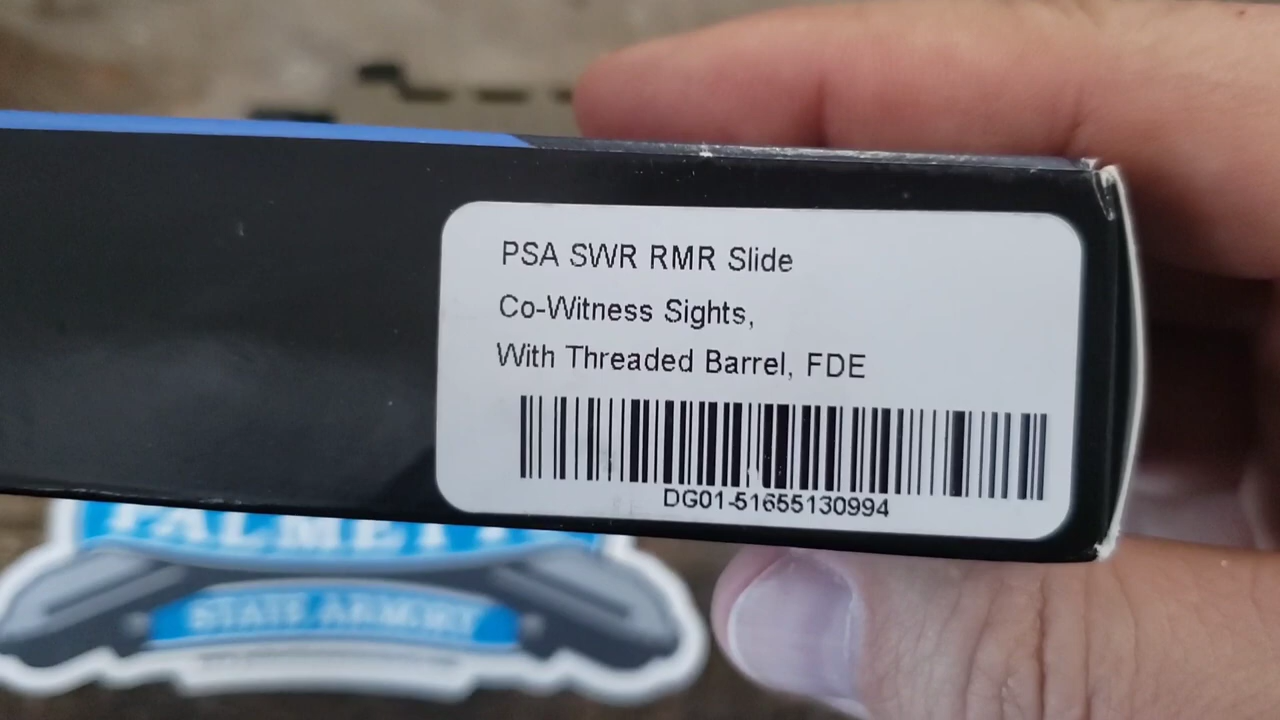 PSA SWR RMR Slide
Co-Witness Sights,
With Threaded Barrel, FDE
DG01-51655130994
PALMETTO
STATE ARMORY